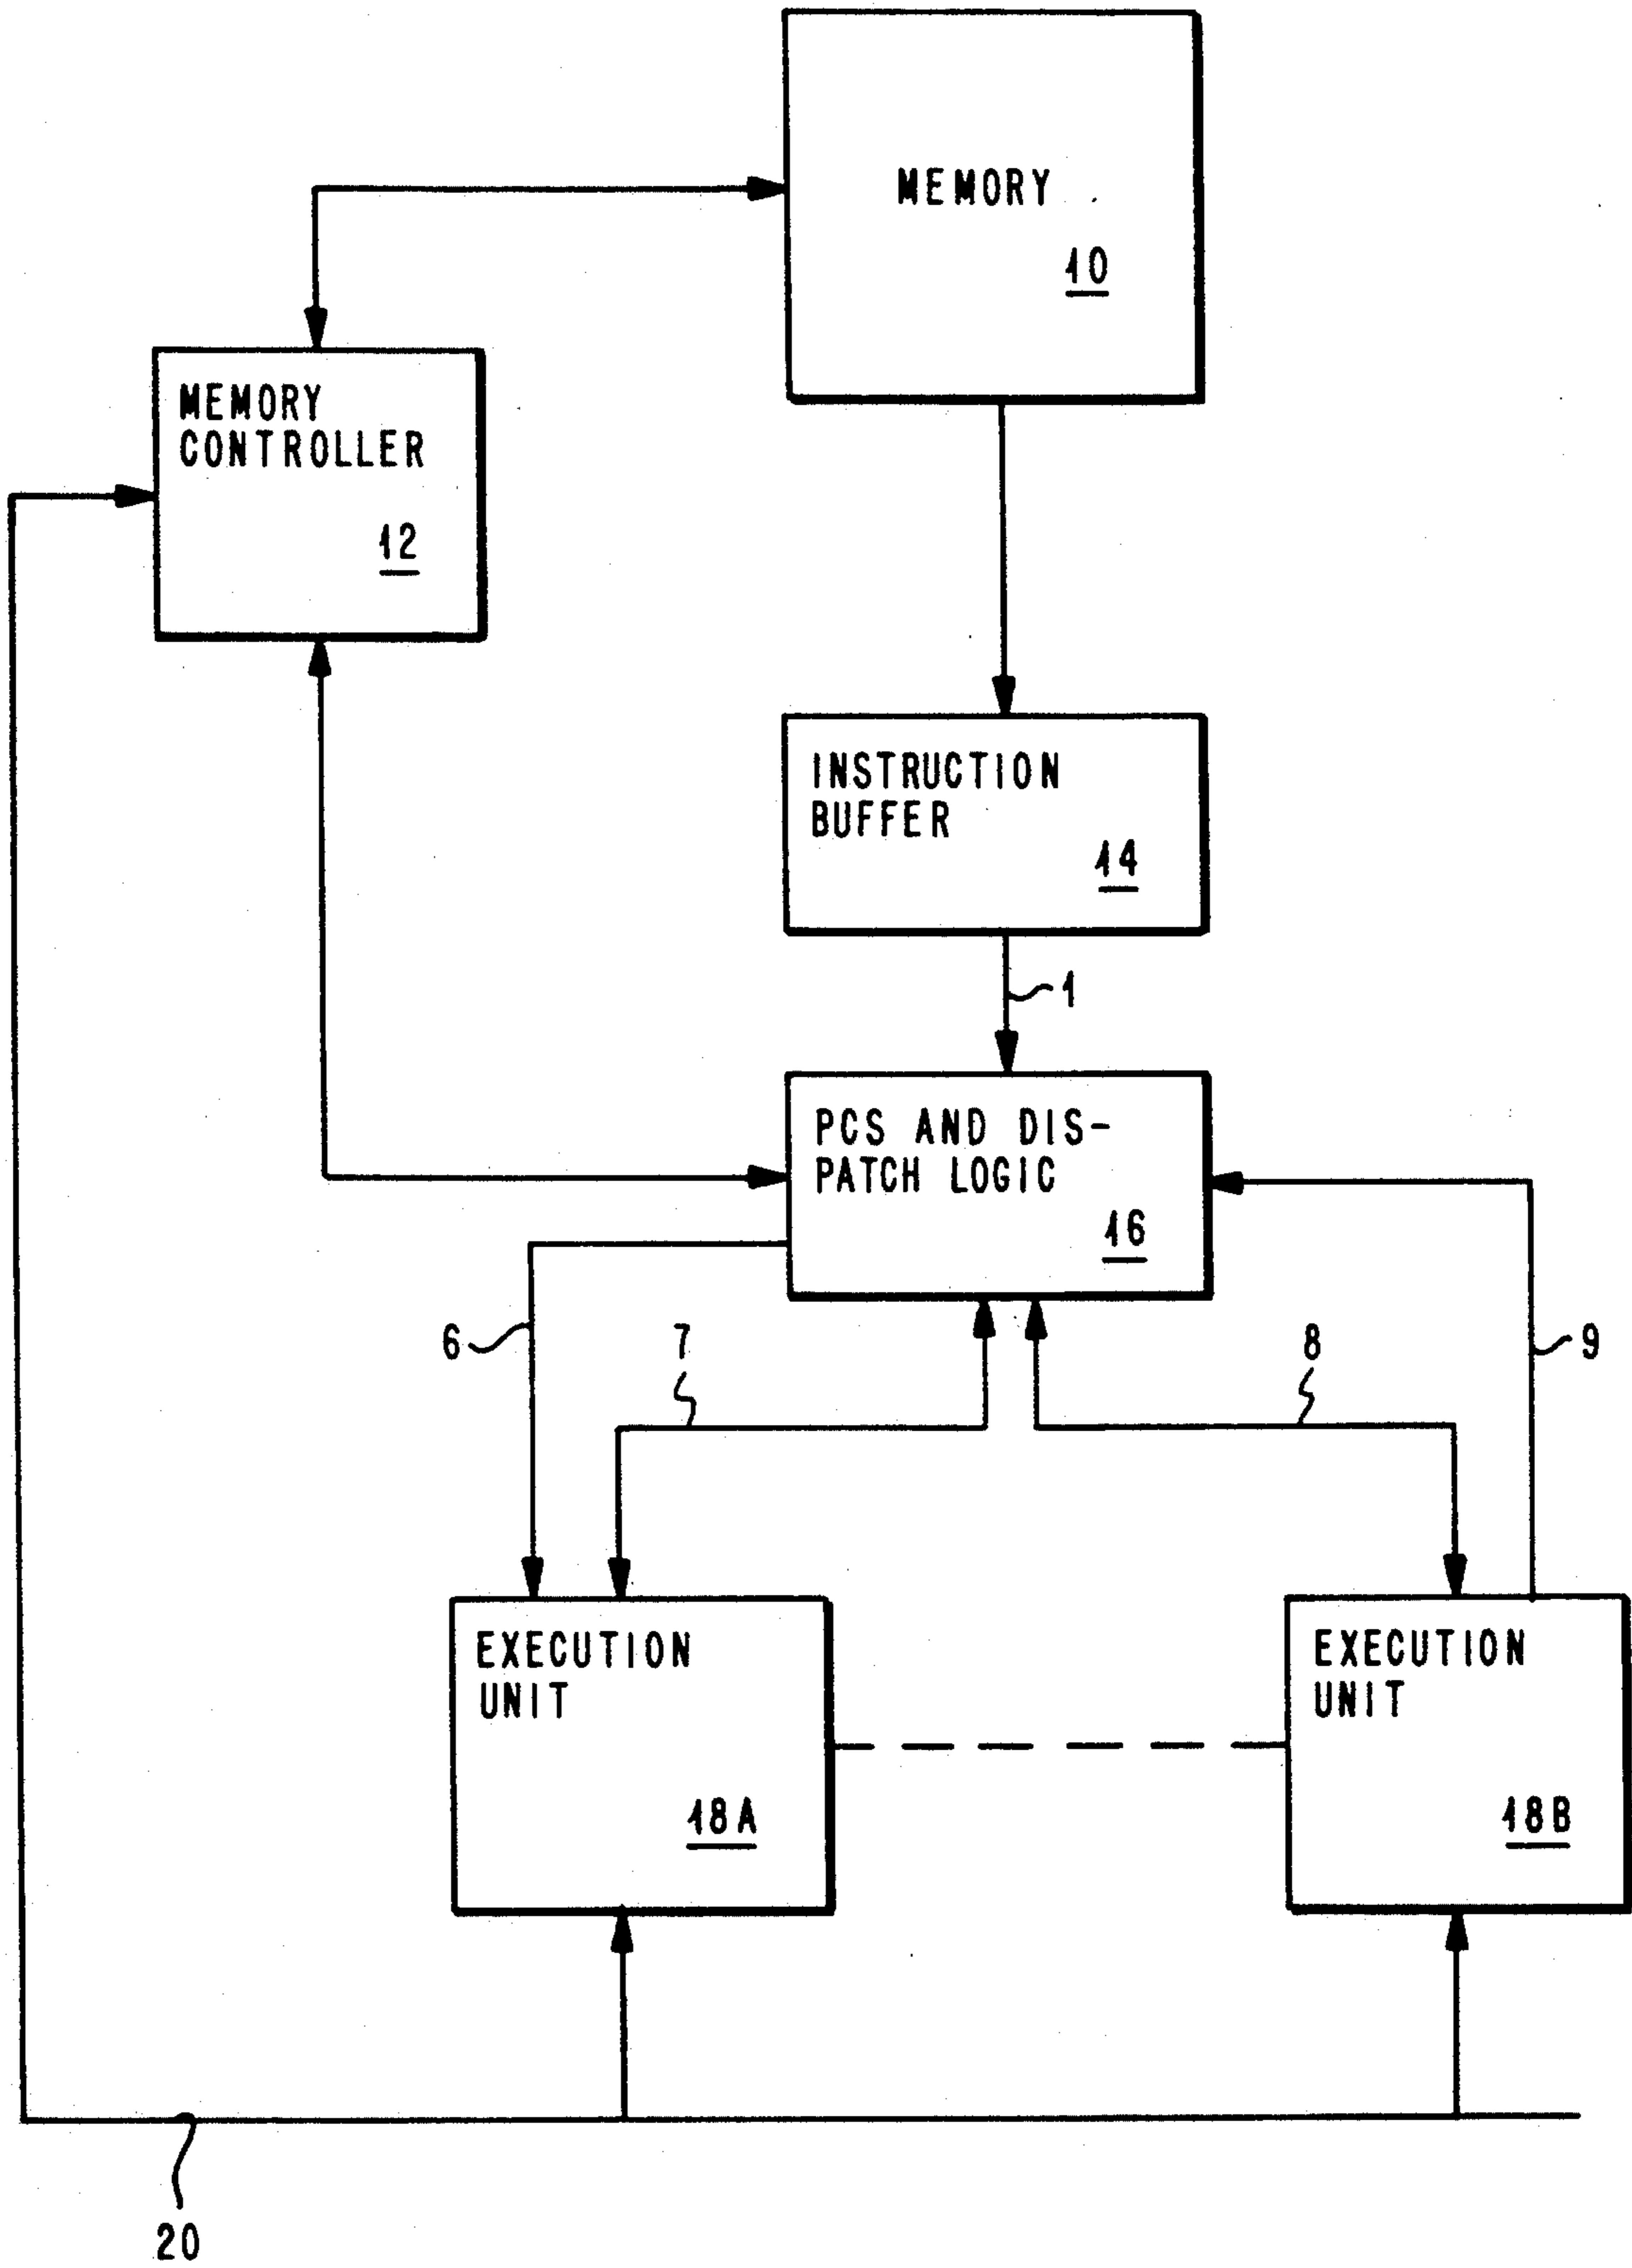 MEMORY
10
MEMORY
CONTROLLER
12
INSTRUCTION
BUFFER
14
1
PCS AND DIS-
PATCH LOGIC
16
6
7
8
9
EXECUTION
UNIT
18A
EXECUTION
UNIT
18B
20